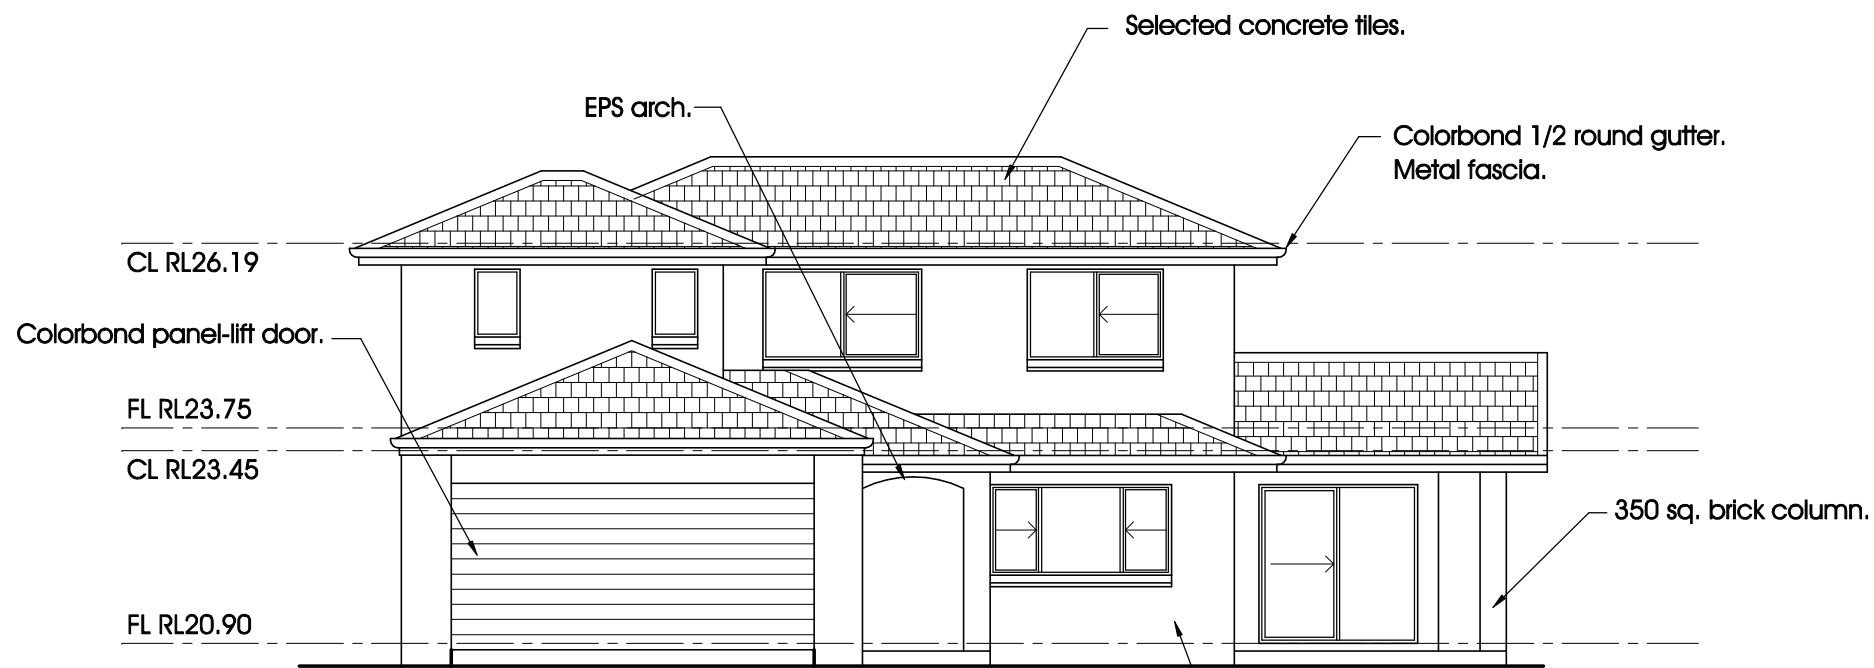 Selected concrete tiles.
EPS arch.
Colorbond 1/2 round gutter.
Metal fascia.
CL RL26.19
Colorbond panel-lift door.
FL RL23.75
CL RL23.45
350 sq. brick column.
FL RL20.90